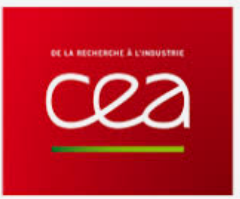 DE LA RECHERCHE À L'INDUSTRIE
cea